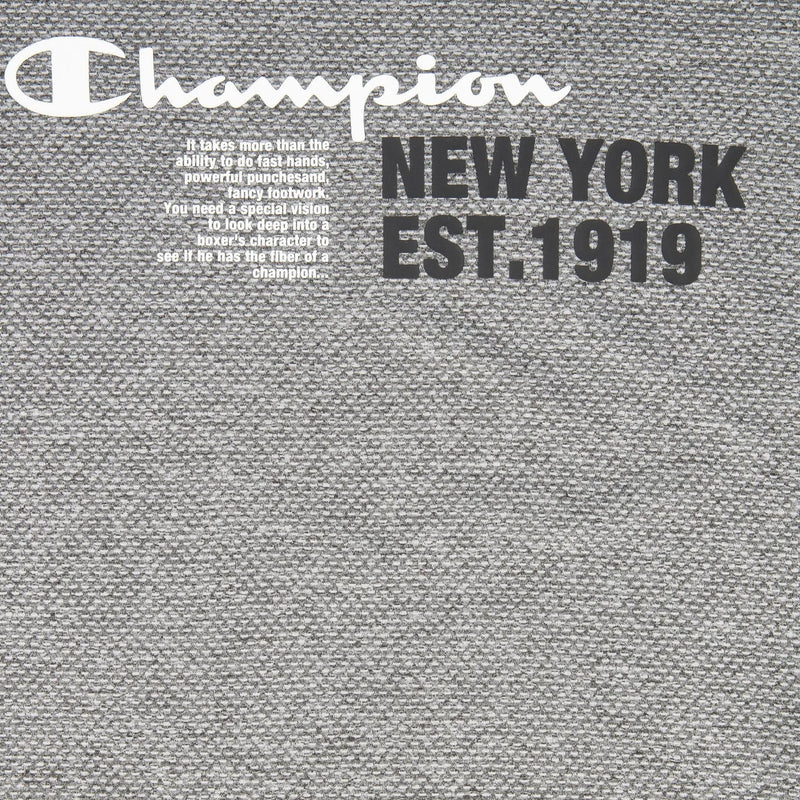 Champion
It takes more than the
ability to do fast hands,
powerful punchesand,
fancy footwork.
You need a special vision
to look deep into a
boxer's character to
see if he has the fiber of a
champion...
NEW YORK
EST.1919